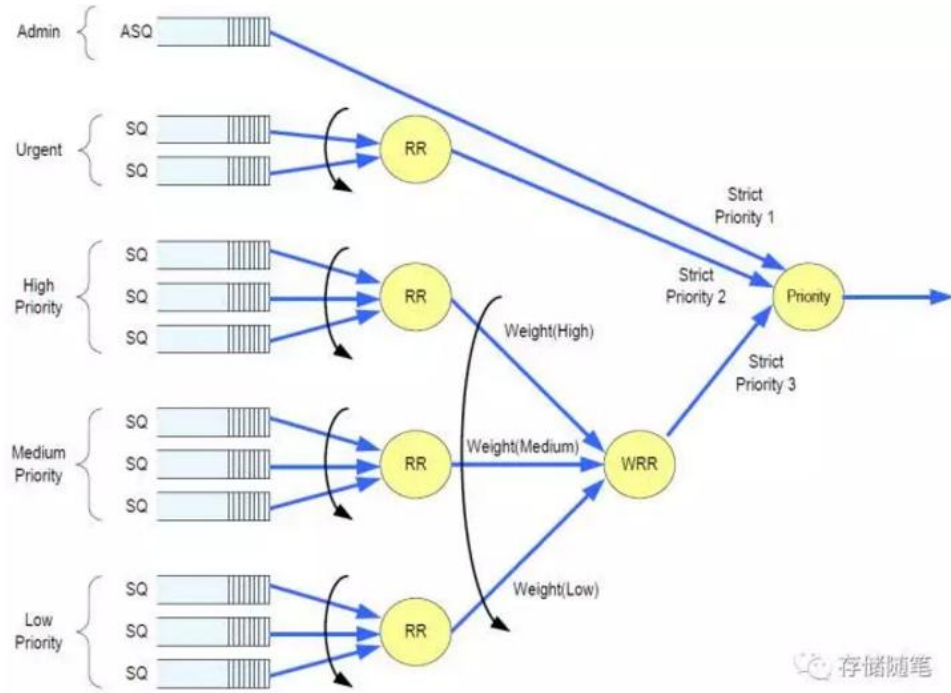 Admin
ASQ
Urgent
SQ
SQ
RR
Strict
Priority 1
High
Priority
SQ
SQ
SQ
RR
Strict
Priority 2
Priority
Weight(High)
Strict
Priority 3
Medium
Priority
SQ
SQ
SQ
RR
Weight(Medium)
WRR
Low
Priority
SQ
SQ
SQ
RR
Weight(Low)
存储随笔